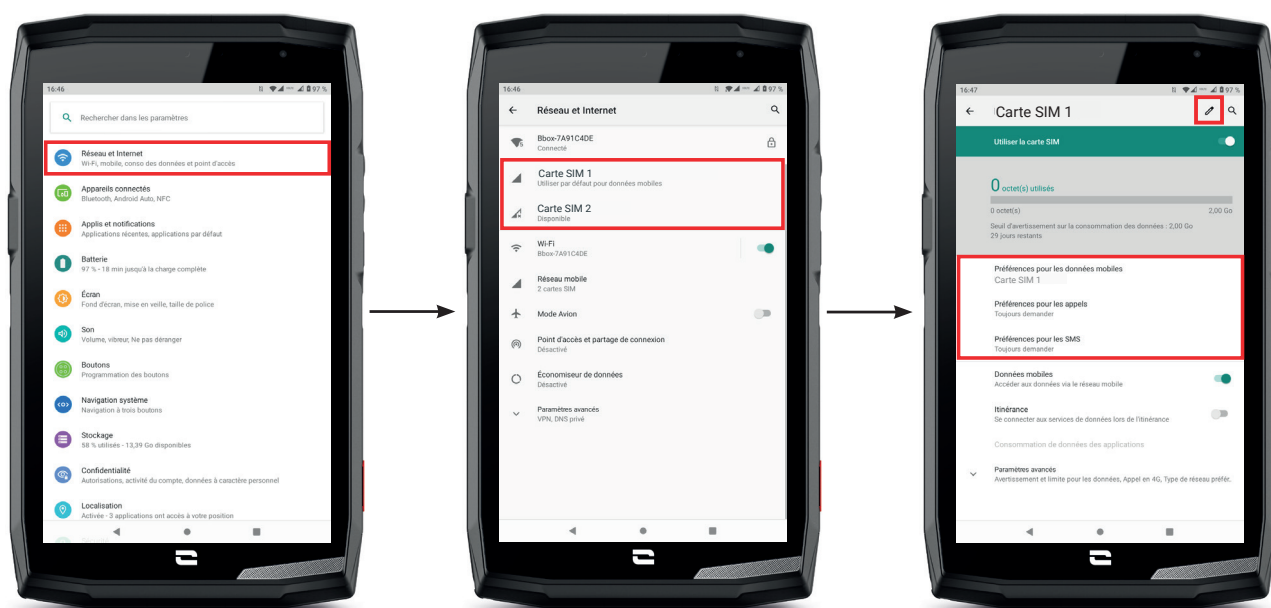 16:46
97 %
Rechercher dans les paramètres
Réseau et Internet
Wi-Fi, mobile, conso des données et point d'accès
Appareils connectés
Bluetooth, Android Auto, NFC
Applis et notifications
Applications récentes, applications par défaut
Batterie
97 % - 18 min jusqu'à la charge complète
Écran
Fond d'écran, mise en veille, taille de police
Son
Volume, vibreur, Ne pas déranger
Boutons
Programmation des boutons
Navigation système
Navigation à trois boutons
Stockage
58 % utilisés - 13,39 Go disponibles
Confidentialité
Autorisations, activité du compte, données à caractère personnel
Localisation
Activée - 3 applications ont accès à votre position
16:46
97 %
Réseau et Internet
Bbox-7A91C4DE
Connecté
Carte SIM 1
Utiliser par défaut pour données mobiles
Carte SIM 2
Disponible
Wi-Fi
Bbox-7A91C4DE
Réseau mobile
2 cartes SIM
Mode Avion
Point d'accès et partage de connexion
Désactivé
Économiseur de données
Désactivé
Paramètres avancés
VPN, DNS privé
16:47
97 %
Carte SIM 1
Utiliser la carte SIM
0 octet(s) utilisés
0 octet(s) 2,00 Go
Seuil d'avertissement sur la consommation des données : 2,00 Go
29 jours restants
Préférences pour les données mobiles
Carte SIM 1
Préférences pour les appels
Toujours demander
Préférences pour les SMS
Toujours demander
Données mobiles
Accéder aux données via le réseau mobile
Itinérance
Se connecter aux services de données lors de l'itinérance
Consommation de données des applications
Paramètres avancés
Avertissement et limite pour les données, Appel en 4G, Type de réseau préfér.